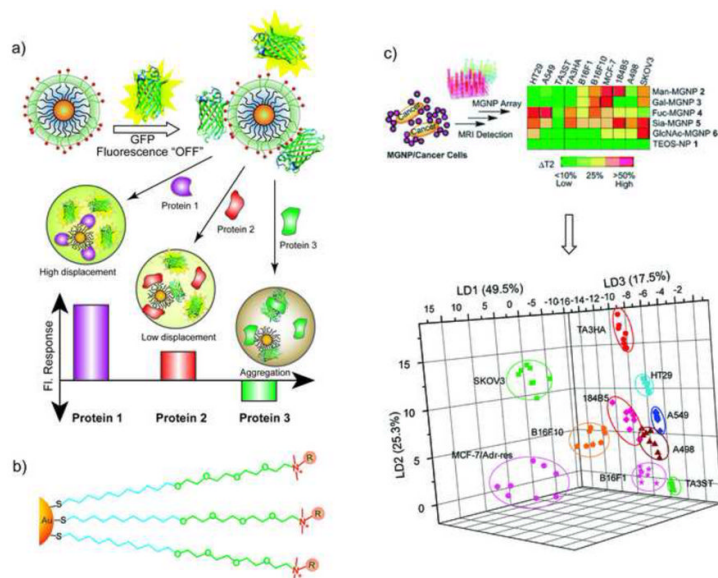 a)
GFP
Fluorescence "OFF"
Protein 1
Protein 2
Protein 3
High displacement
Low displacement
Aggregation
Fl. Response
Protein 1
Protein 2
Protein 3
b)
Au
S
S
S
O
O
O
O
N
+
R
O
O
O
O
N
+
R
O
O
O
O
N
+
R
c)
HT29
A549
TA3ST
TA3HA
B16F1
B16F10
MCF-7
184B5
A498
SKOV3
Cancer
Cancer
MGNP/Cancer Cells
MGNP Array
MRI Detection
Man-MGNP 2
Gal-MGNP 3
Fuc-MGNP 4
Sia-MGNP 5
GlcNAc-MGNP 6
TEOS-NP 1
ΔT2
<10% 25% >50%
Low High
LD1 (49.5%)
LD3 (17.5%)
15 10 5 0 -5 -10 -16 -14 -12 -10 -8 -6 -4 -2
LD2 (25.3%)
15
10
5
0
TA3HA
SKOV3
HT29
184B5
A549
B16F10
A498
MCF-7/Adr-res
B16F1
TA3ST